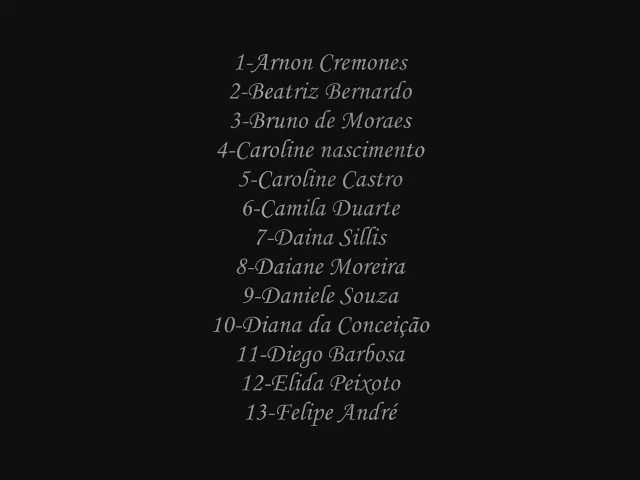 1-Arnon Cremones
2-Beatriz Bernardo
3-Bruno de Moraes
4-Caroline nascimento
5-Caroline Castro
6-Camila Duarte
7-Daina Sillis
8-Daiane Moreira
9-Daniele Souza
10-Diana da Conceição
11-Diego Barbosa
12-Elida Peixoto
13-Felipe André